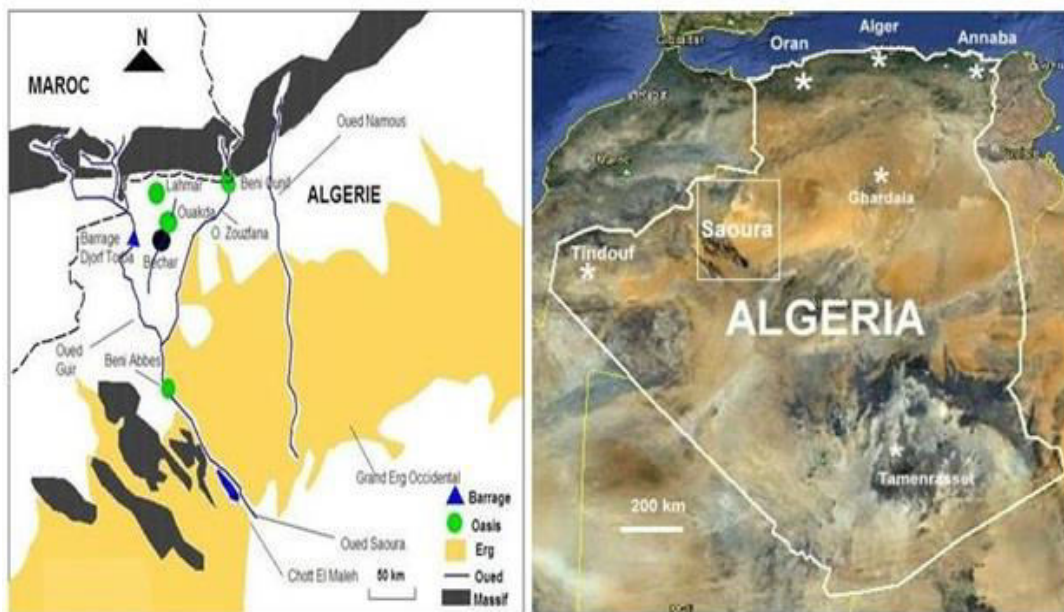 N
MAROC
Oued Namous
Lahmar
Beni Ounif
ALGERIE
Ouakda
O. Zouzfana
Barrage
Djorf Torba
Bechar
Oued
Guir
Beni Abbes
Grand Erg Occidental
Oued Saoura
Chott El Maleh
50 km
Barrage
Oasis
Erg
Oued
Massif
Alger
Oran
Annaba
Rabat
Maroc
Ghardaia
Saoura
Tindouf
ALGERIA
Tamenrasset
200 km